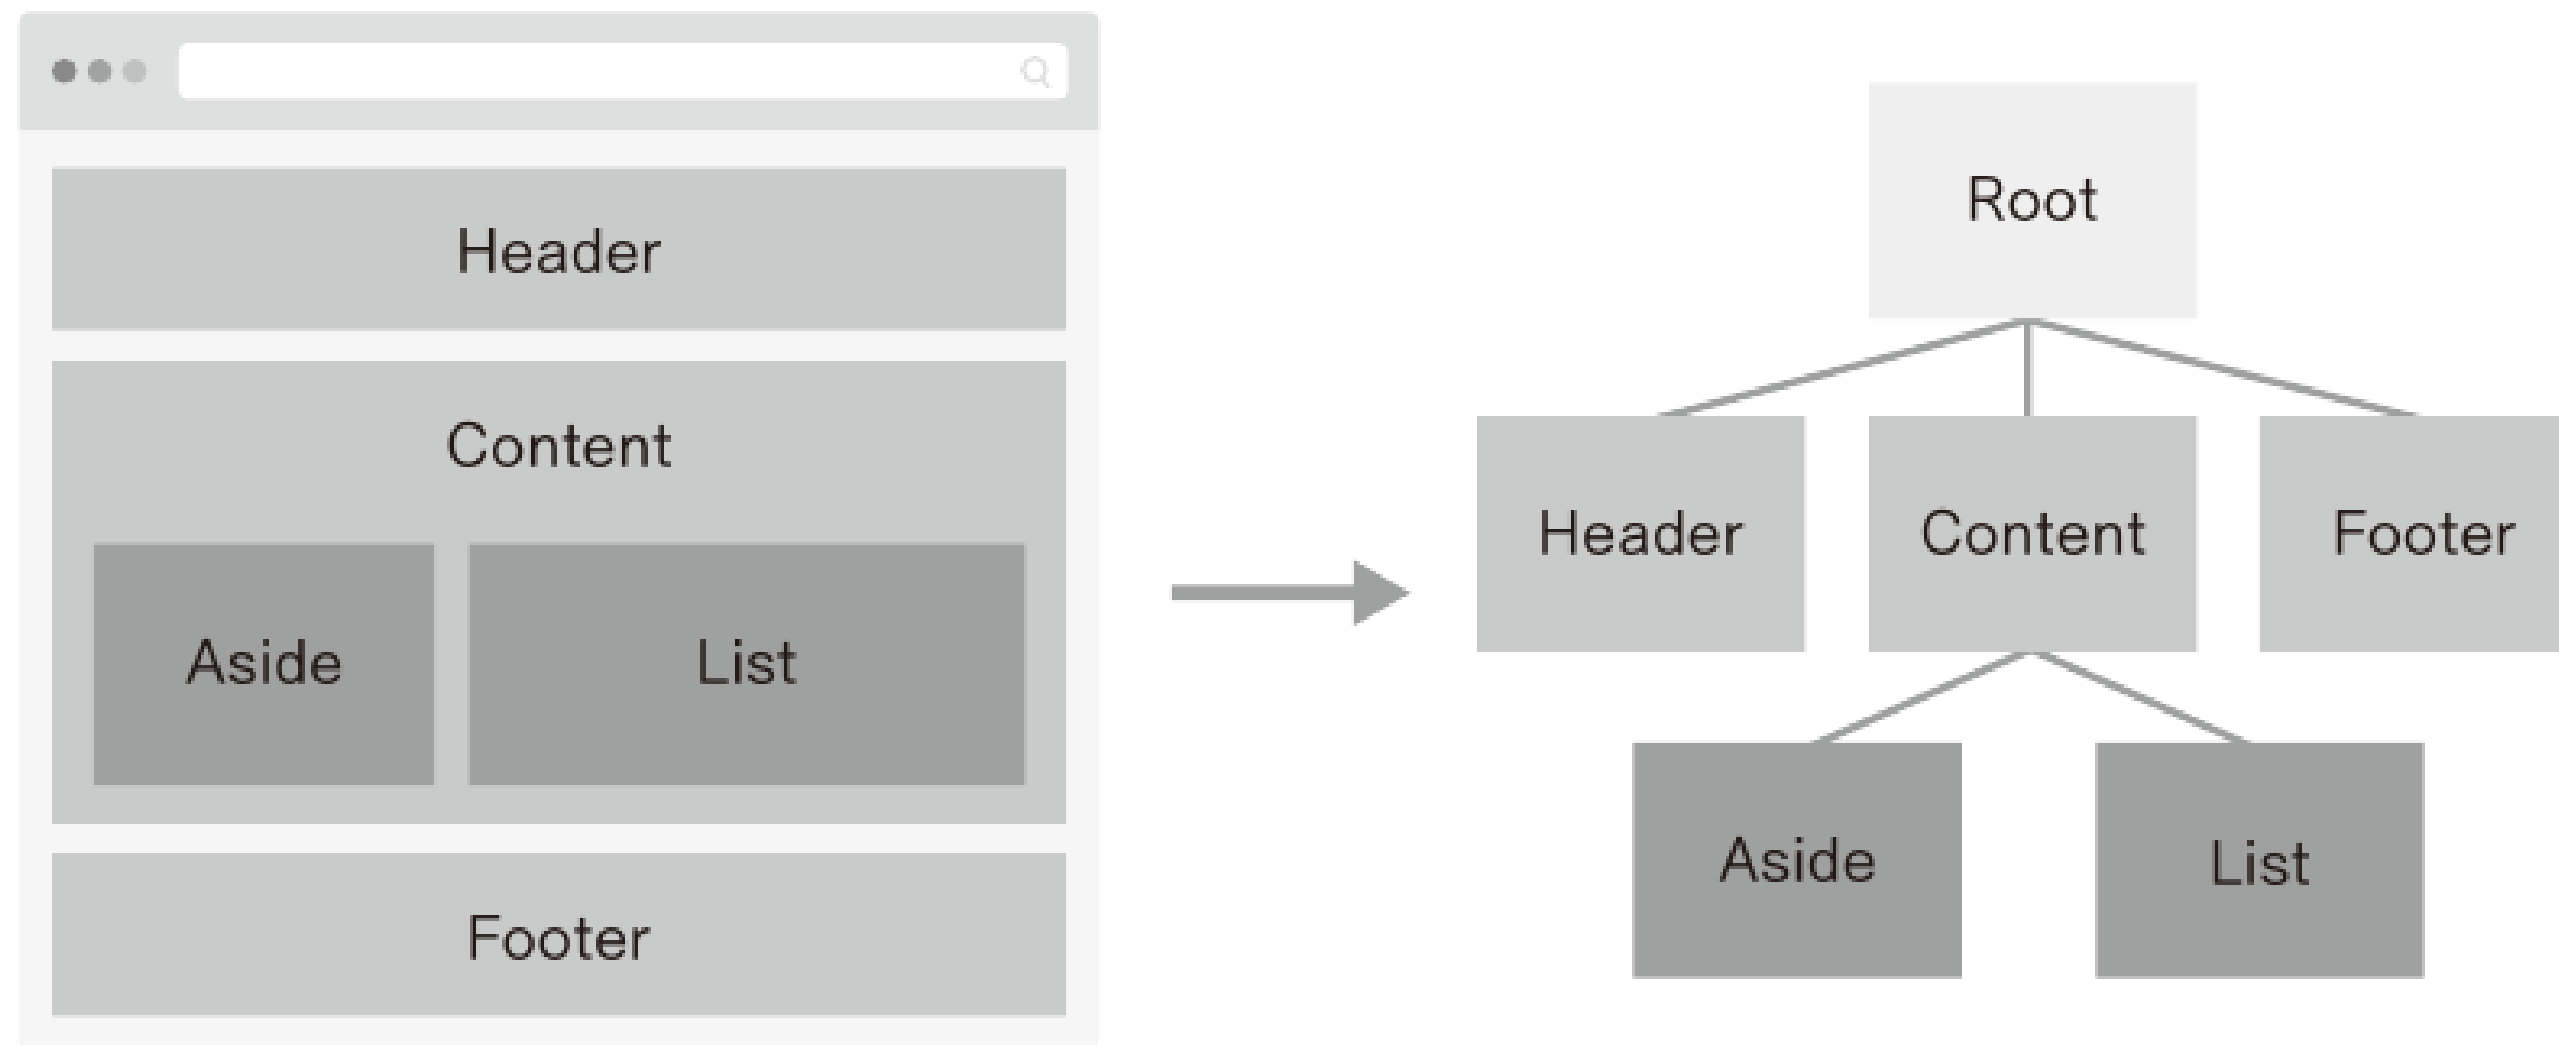 Header
Content
Aside
List
Footer
Root
Header
Content
Footer
Aside
List